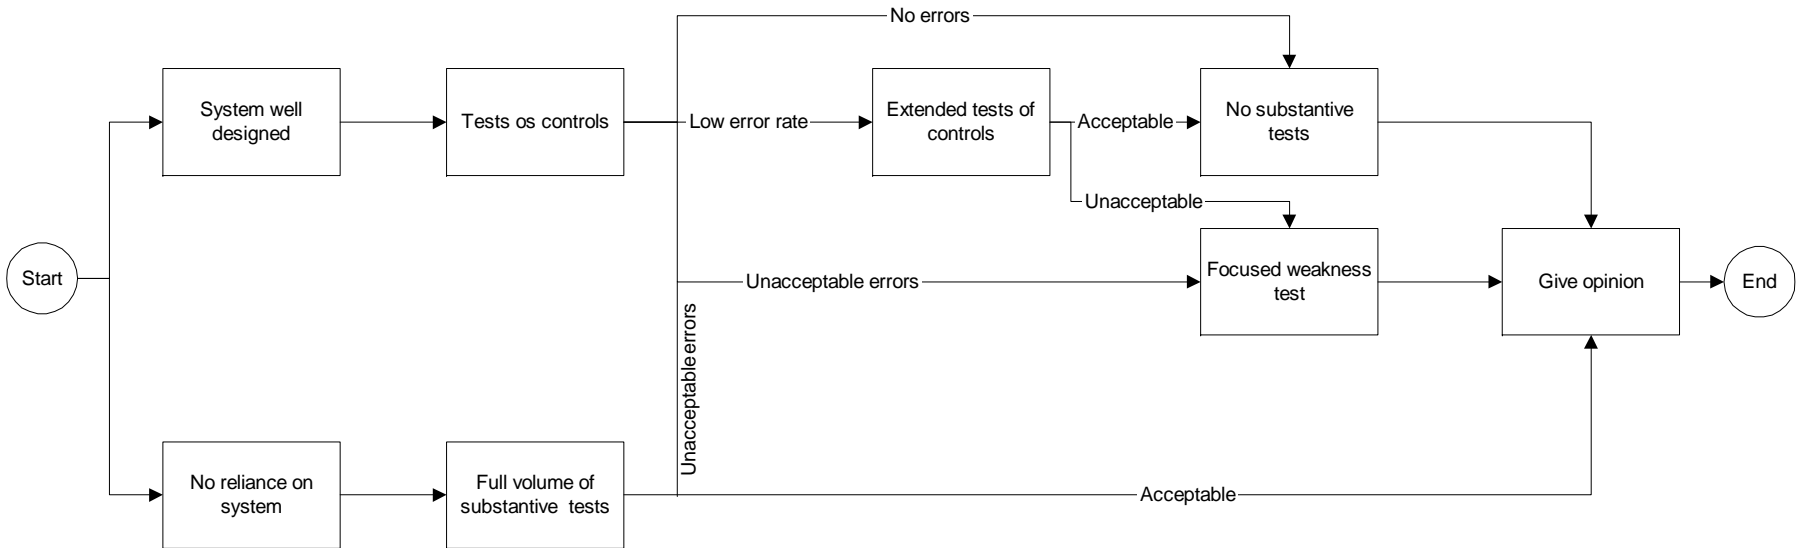 No errors
System well
designed
Tests os controls
Low error rate
Extended tests of
controls
Acceptable
No substantive
tests
Unacceptable
Start
Unacceptable errors
Focused weakness
test
Give opinion
End
Unacceptable errors
No reliance on
system
Full volume of
substantive tests
Acceptable